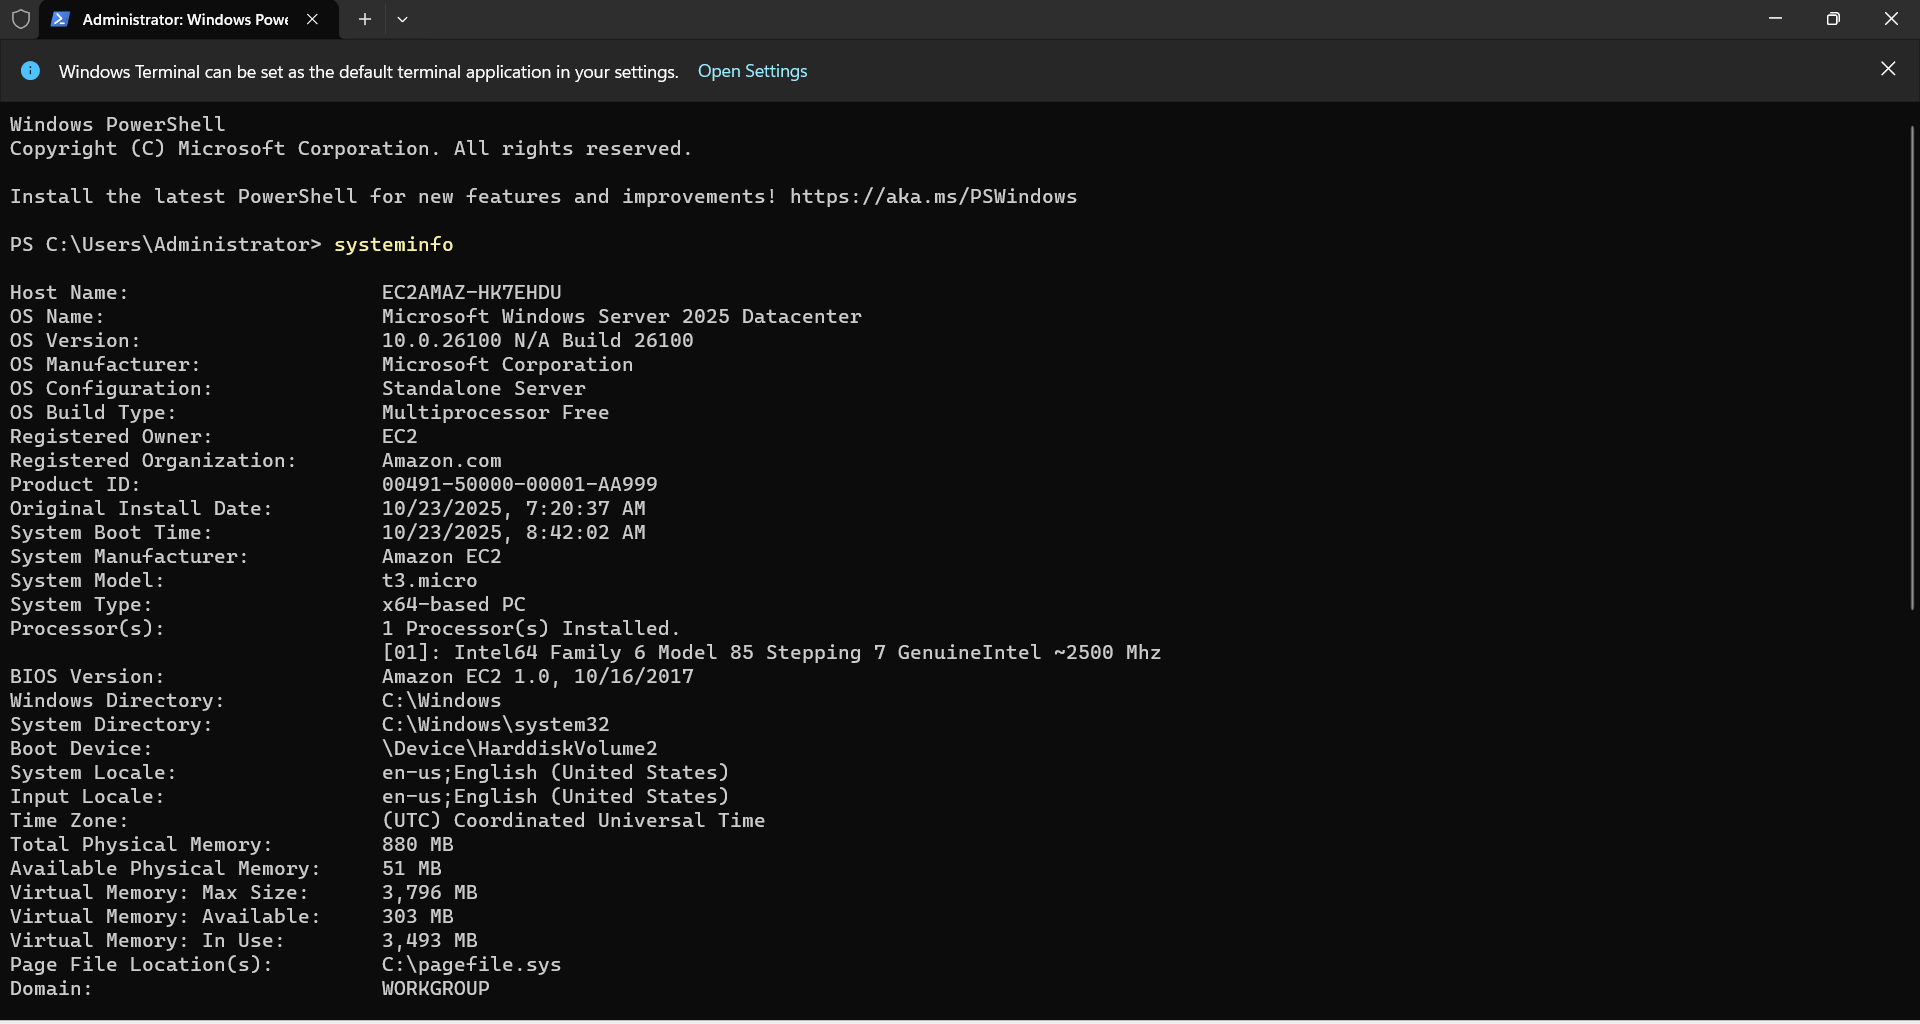 Administrator: Windows Powe
Windows Terminal can be set as the default terminal application in your settings. Open Settings
Windows PowerShell
Copyright (C) Microsoft Corporation. All rights reserved.
Install the latest PowerShell for new features and improvements! https://aka.ms/PSWindows
PS C:\Users\Administrator> systeminfo
Host Name: EC2AMAZ-HK7EHDU
OS Name: Microsoft Windows Server 2025 Datacenter
OS Version: 10.0.26100 N/A Build 26100
OS Manufacturer: Microsoft Corporation
OS Configuration: Standalone Server
OS Build Type: Multiprocessor Free
Registered Owner: EC2
Registered Organization: Amazon.com
Product ID: 00491-50000-00001-AA999
Original Install Date: 10/23/2025, 7:20:37 AM
System Boot Time: 10/23/2025, 8:42:02 AM
System Manufacturer: Amazon EC2
System Model: t3.micro
System Type: x64-based PC
Processor(s): 1 Processor(s) Installed.
[01]: Intel64 Family 6 Model 85 Stepping 7 GenuineIntel ~2500 Mhz
BIOS Version: Amazon EC2 1.0, 10/16/2017
Windows Directory: C:\Windows
System Directory: C:\Windows\system32
Boot Device: \Device\HarddiskVolume2
System Locale: en-us;English (United States)
Input Locale: en-us;English (United States)
Time Zone: (UTC) Coordinated Universal Time
Total Physical Memory: 880 MB
Available Physical Memory: 51 MB
Virtual Memory: Max Size: 3,796 MB
Virtual Memory: Available: 303 MB
Virtual Memory: In Use: 3,493 MB
Page File Location(s): C:\pagefile.sys
Domain: WORKGROUP